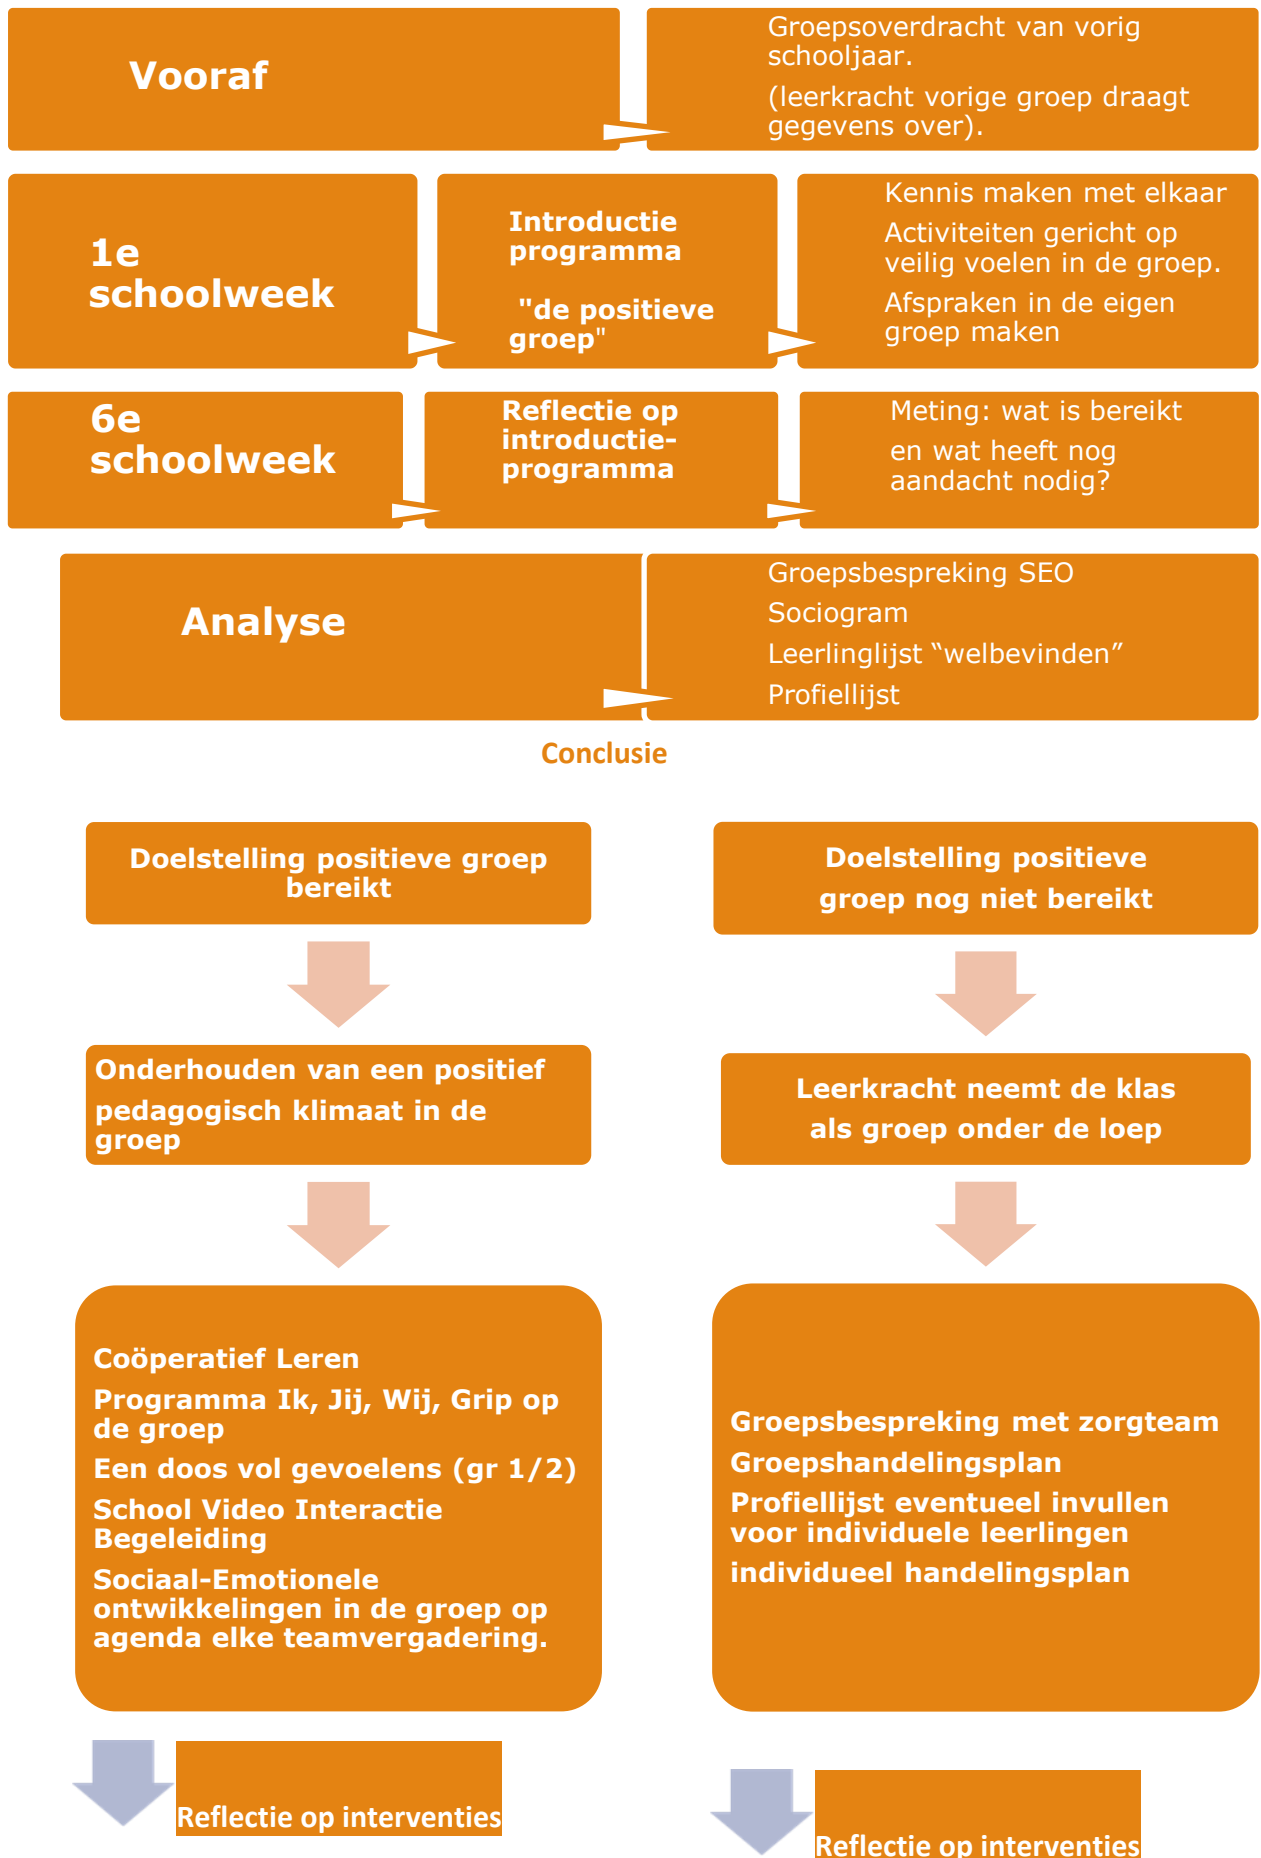 Vooraf
Groepsoverdracht van vorig
schooljaar.
(leerkracht vorige groep draagt
gegevens over).
1e
schoolweek
Introductie
programma
"de positieve
groep"
Kennis maken met elkaar
Activiteiten gericht op
veilig voelen in de groep.
Afspraken in de eigen
groep maken
6e
schoolweek
Reflectie op
introductie-
programma
Meting: wat is bereikt
en wat heeft nog
aandacht nodig?
Analyse
Groepsbespreking SEO
Sociogram
Leerlinglijst “welbevinden”
Profiellijst
Conclusie
Doelstelling positieve groep
bereikt
Onderhouden van een positief
pedagogisch klimaat in de
groep
Coöperatief Leren
Programma Ik, Jij, Wij, Grip op
de groep
Een doos vol gevoelens (gr 1/2)
School Video Interactie
Begeleiding
Sociaal-Emotionele
ontwikkelingen in de groep op
agenda elke teamvergadering.
Reflectie op interventies
Doelstelling positieve
groep nog niet bereikt
Leerkracht neemt de klas
als groep onder de loep
Groepsbespreking met zorgteam
Groepshandelingsplan
Profiellijst eventueel invullen
voor individuele leerlingen
individueel handelingsplan
Reflectie op interventies